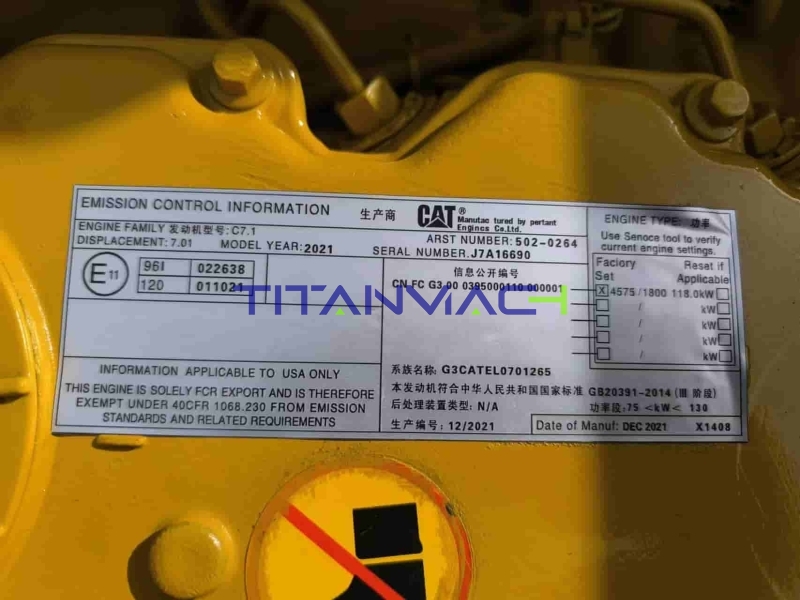 EMISSION CONTROL INFORMATION
生产商 CAT® Manutac tured by pertant
Engincs Co.Ltd.
ENGINE FAMILY 发动机型号: C7.1
ARST NUMBER: 502-0264
DISPLACEMENT: 7.01 MODEL YEAR: 2021
SERIAL NUMBER. J7A16690
E 11
96I 022638
120 011021
信息公开编号
CN FC G3 00 0395000110 000001
INFORMATION APPLICABLE TO USA ONLY
THIS ENGINE IS SOLELY FCR EXPORT AND IS THEREFORE
EXEMPT UNDER 40CFR 1068.230 FROM EMISSION
STANDARDS AND RELATED REQUIREMENTS
系族名称: G3CATEL0701265
本发动机符合中华人民共和国国家标准 GB20391-2014 (Ⅲ 阶段)
后处理装置类型: N/A 功率段: 75 <kW< 130
生产编号: 12/2021
Date of Manuf: DEC 2021 X1408
ENGINE TYPE: 功率
Use Senoce tool to verify
current engine settings.
Factory Reset if
Set Applicable
X 4575 / 1800 118.0kW
/ kW
/ kW
/ kW
/ kW
TITANMACH